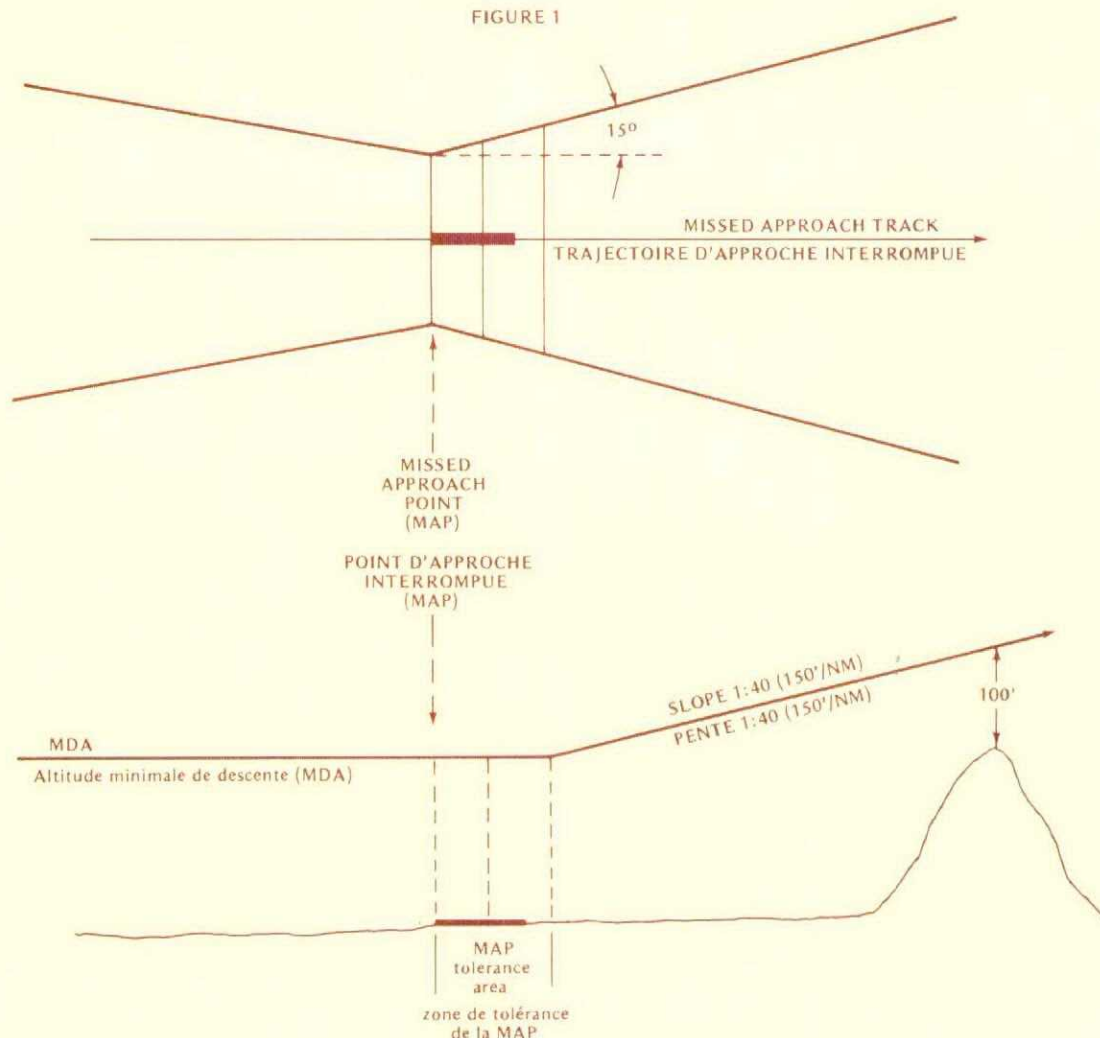 FIGURE 1
15º
MISSED APPROACH TRACK
TRAJECTOIRE D'APPROCHE INTERROMPUE
MISSED
APPROACH
POINT
(MAP)
POINT D'APPROCHE
INTERROMPUE
(MAP)
SLOPE 1:40 (150'/NM)
PENTE 1:40 (150'/NM)
100'
MDA
Altitude minimale de descente (MDA)
MAP
tolerance
area
zone de tolérance
de la MAP